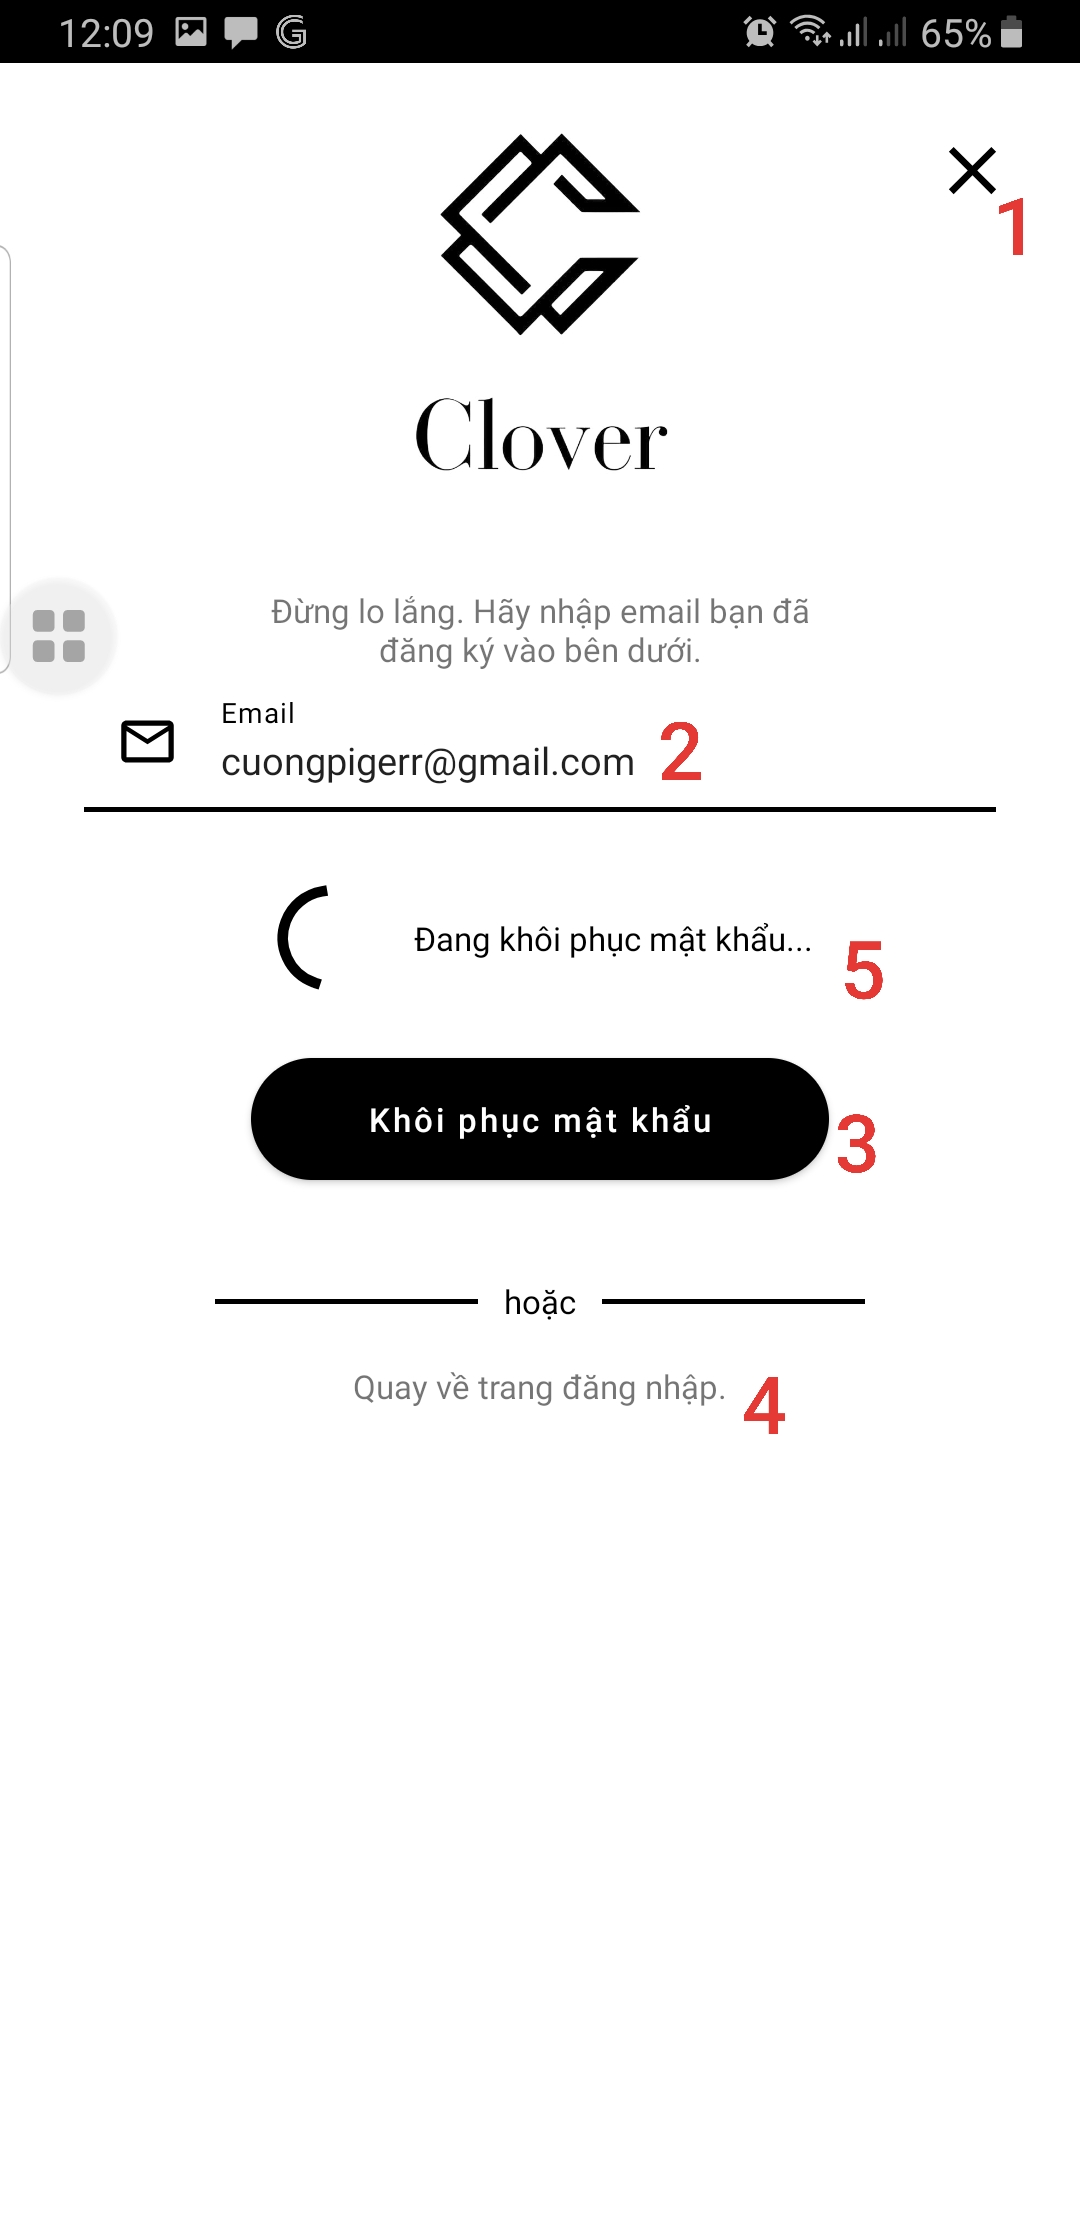 12:09 65%
1
Clover
Đừng lo lắng. Hãy nhập email bạn đã
đăng ký vào bên dưới.
Email
cuongpigerr@gmail.com 2
Đang khôi phục mật khẩu... 5
Khôi phục mật khẩu 3
hoặc
Quay về trang đăng nhập. 4